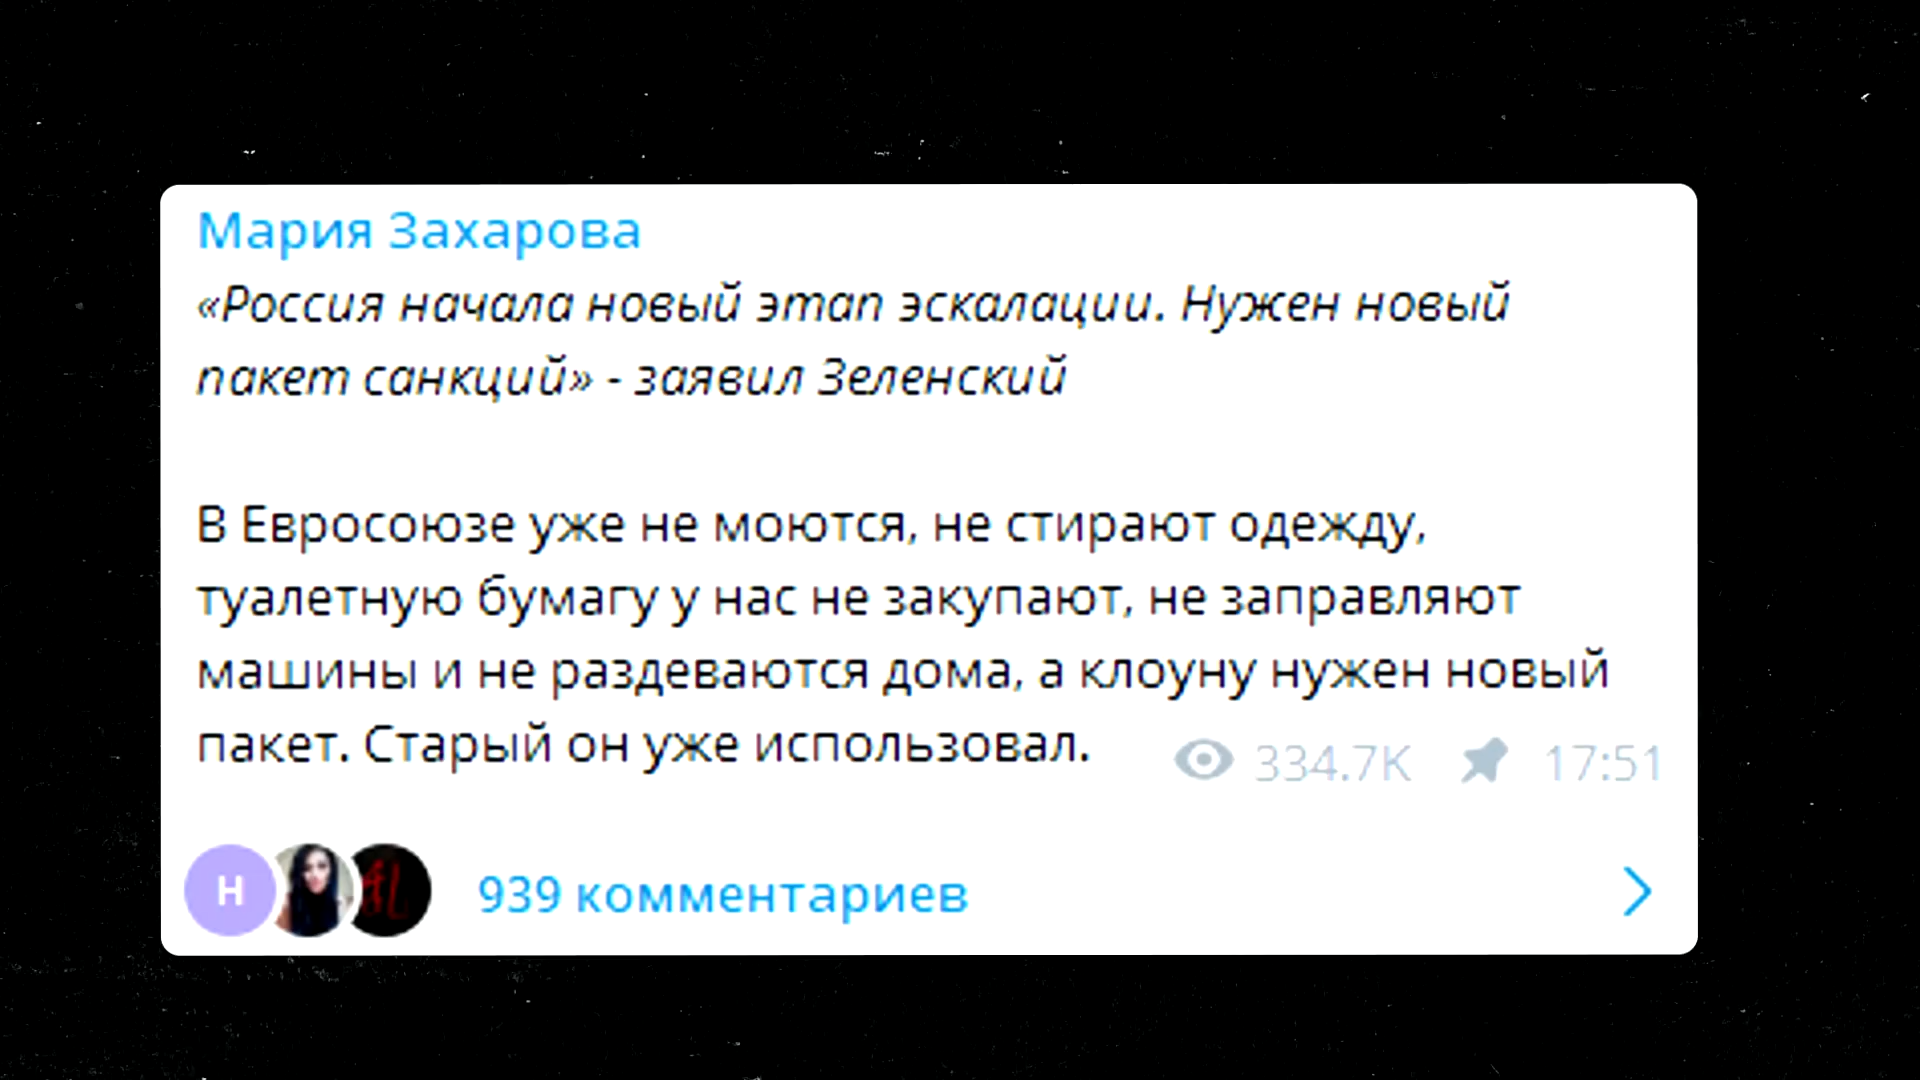 Мария Захарова
«Россия начала новый этап эскалации. Нужен новый
пакет санкций» - заявил Зеленский
В Евросоюзе уже не моются, не стирают одежду,
туалетную бумагу у нас не закупают, не заправляют
машины и не раздеваются дома, а клоуну нужен новый
пакет. Старый он уже использовал.
334.7K 17:51
H
939 комментариев